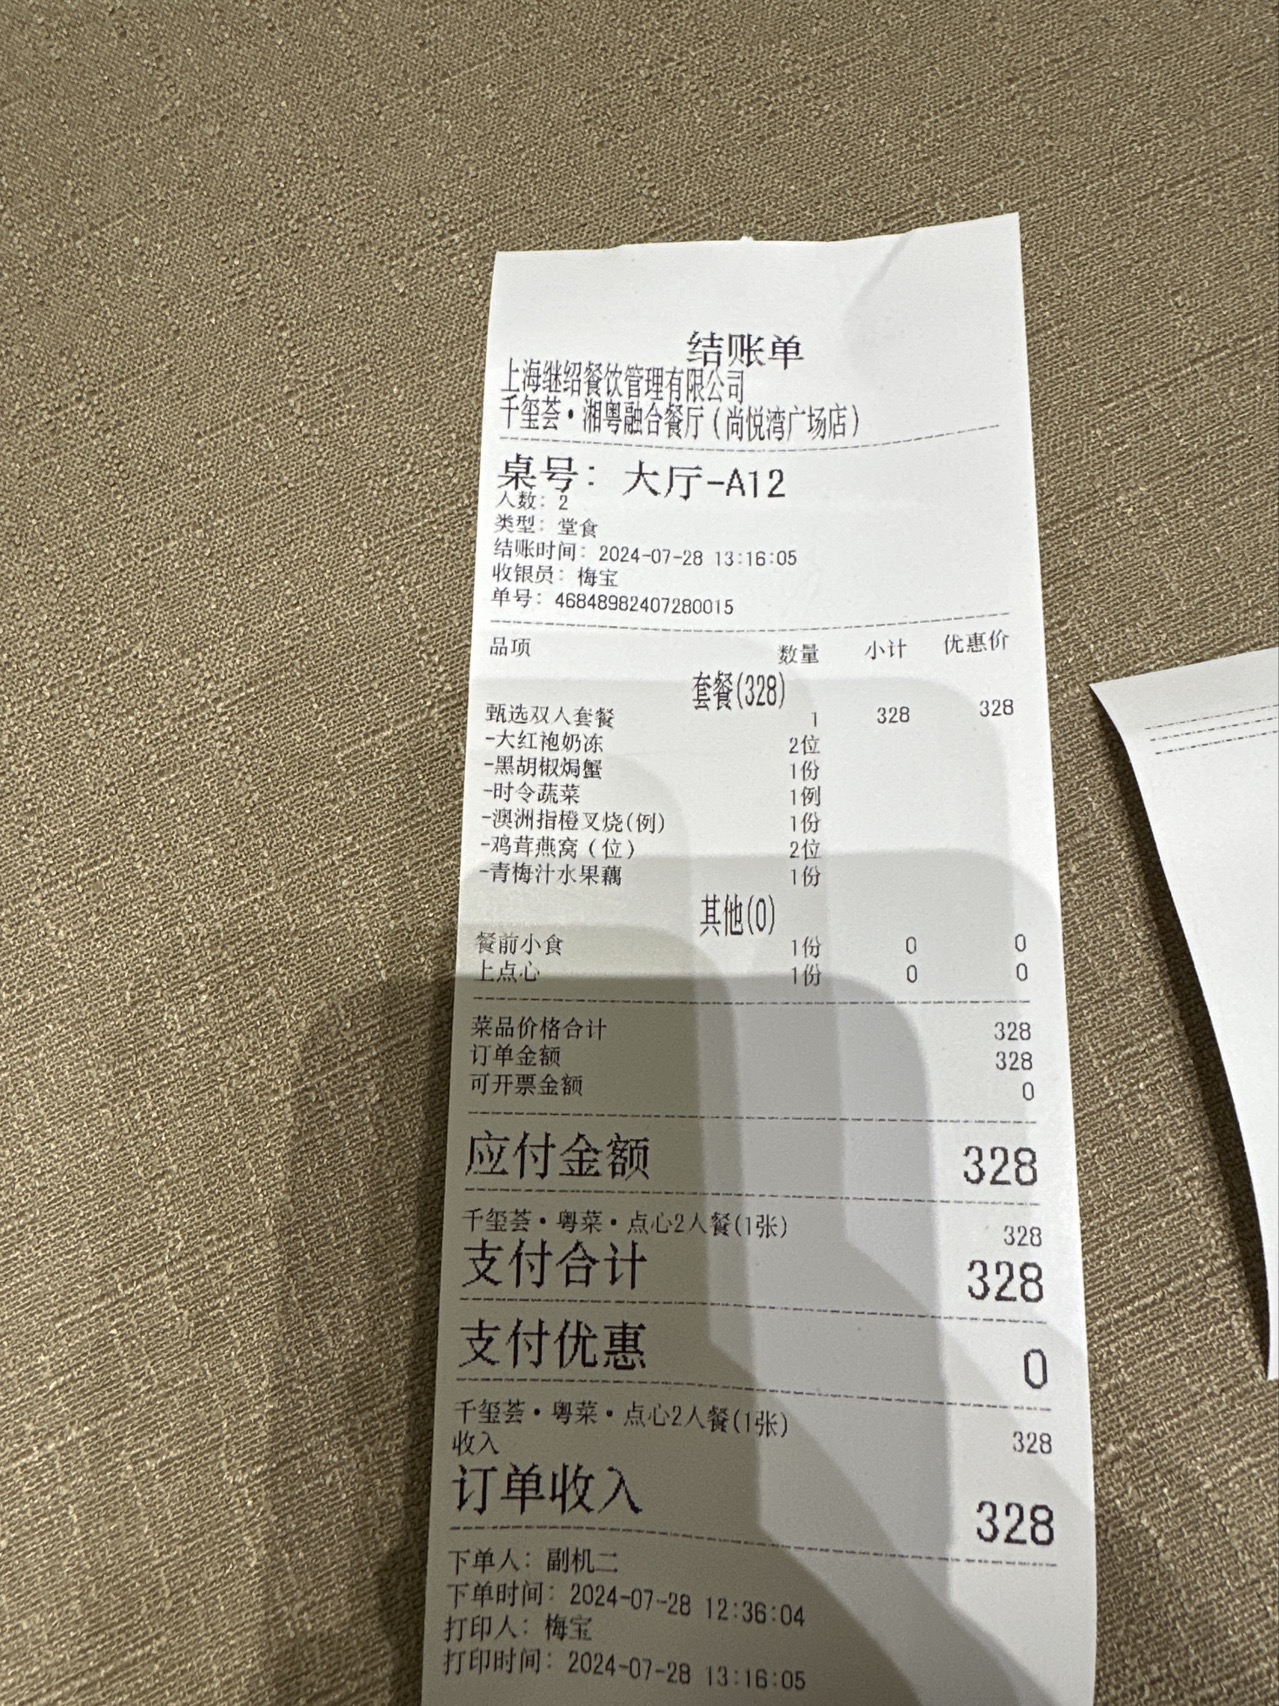 结账单
上海继绍餐饮管理有限公司
千玺荟·湘粤融合餐厅(尚悦湾广场店)
桌号: 大厅-A12
人数: 2
类型: 堂食
结账时间: 2024-07-28 13:16:05
收银员: 梅宝
单号: 46848982407280015
品项 数量 小计 优惠价
套餐(328)
甄选双人套餐 1 328 328
-大红袍奶冻 2位
-黑胡椒焗蟹 1份
-时令蔬菜 1例
-澳洲指橙叉烧(例) 1份
-鸡茸燕窝(位) 2位
-青梅汁水果藕 1份
其他(0)
餐前小食 1份 0 0
上点心 1份 0 0
菜品价格合计 328
订单金额 328
可开票金额 0
应付金额 328
千玺荟·粤菜·点心2人餐(1张) 328
支付合计 328
支付优惠 0
千玺荟·粤菜·点心2人餐(1张) 328
收入
订单收入 328
下单人: 副机二
下单时间: 2024-07-28 12:36:04
打印人: 梅宝
打印时间: 2024-07-28 13:16:05